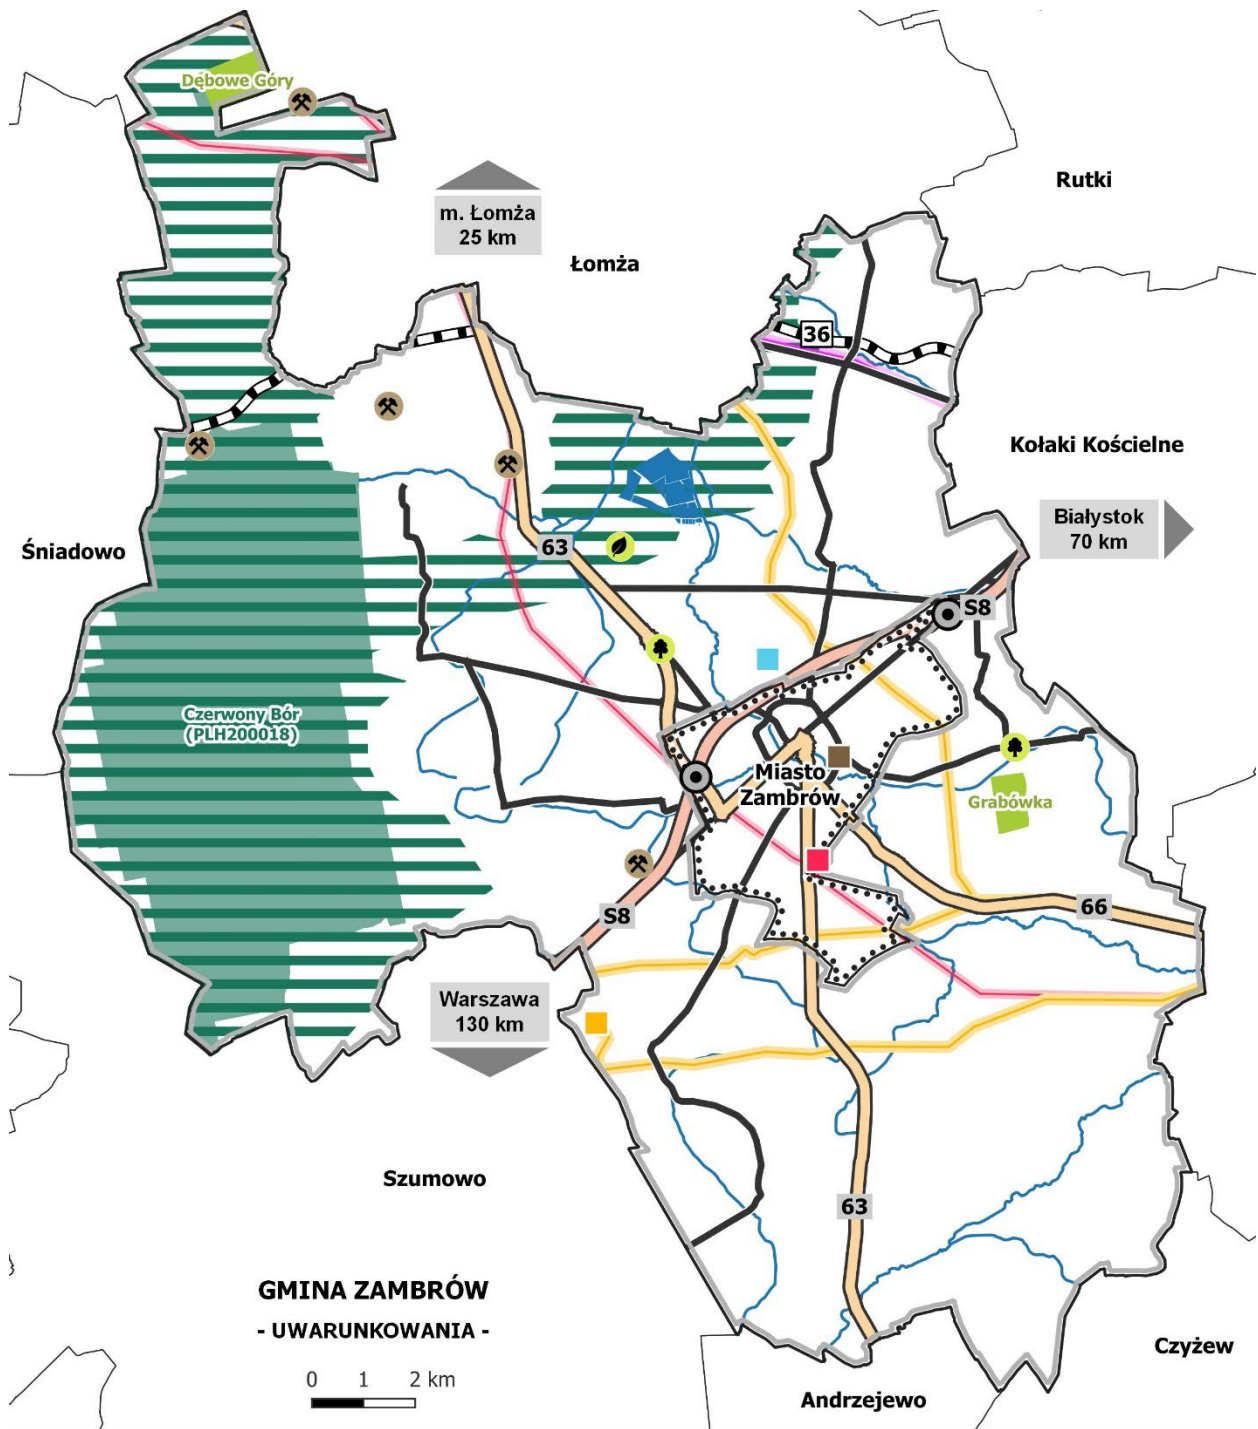 Dębowe Góry
Rutki
m. Łomża
25 km
Łomża
36
Kołaki Kościelne
Białystok
70 km
Śniadowo
63
S8
Czerwony Bór
(PLH200018)
Miasto
Zambrów
Grabówka
S8
66
Warszawa
130 km
Szumowo
63
GMINA ZAMBRÓW
- UWARUNKOWANIA -
Czyżew
0 1 2 km
Andrzejewo